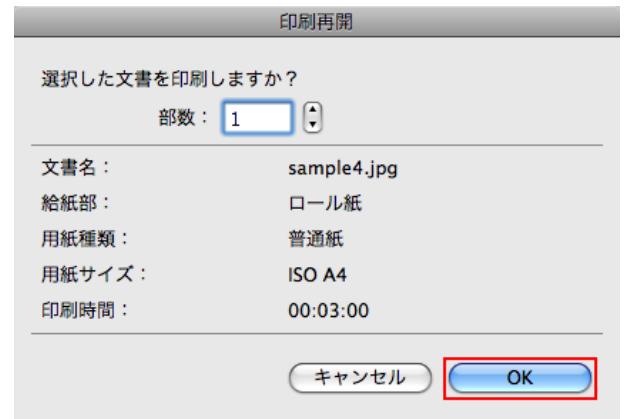 印刷再開
選択した文書を印刷しますか？
部数： 1
文書名： sample4.jpg
給紙部： ロール紙
用紙種類： 普通紙
用紙サイズ： ISO A4
印刷時間： 00:03:00
キャンセル OK